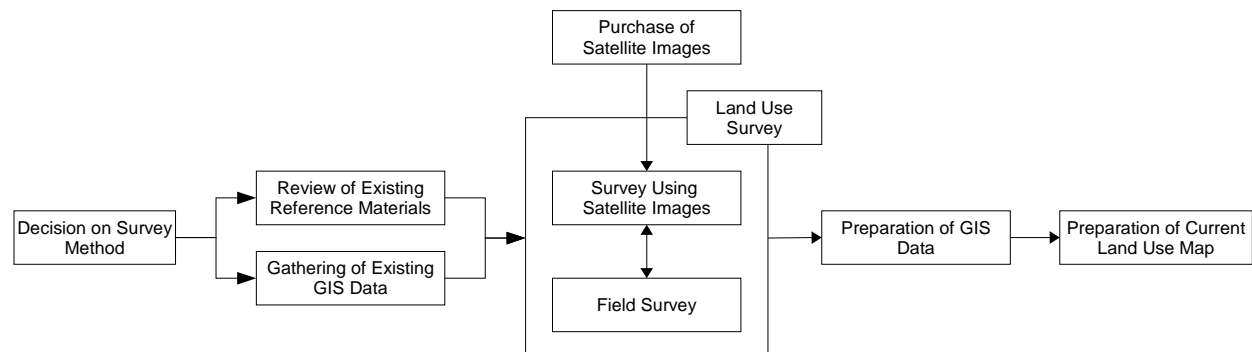 Purchase of
Satellite Images
Land Use
Survey
Review of Existing
Reference Materials
Survey Using
Satellite Images
Decision on Survey
Method
Preparation of GIS
Data
Preparation of Current
Land Use Map
Gathering of Existing
GIS Data
Field Survey